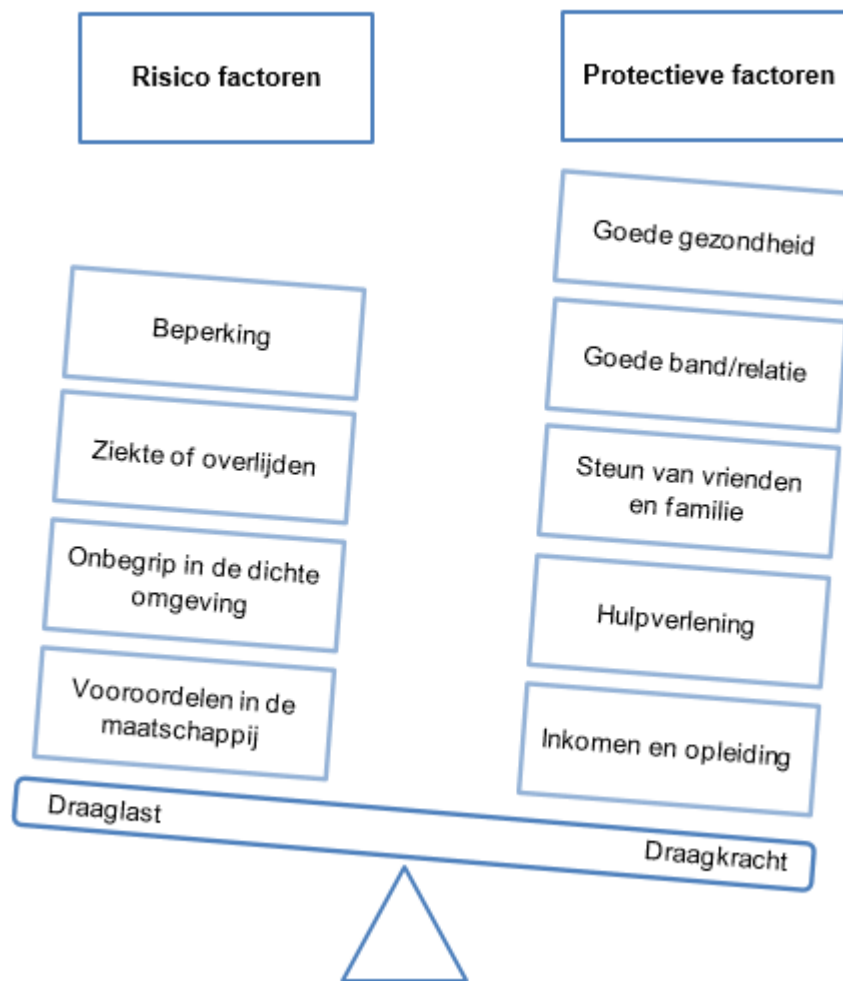 Risico factoren
Protectieve factoren
Beperking
Ziekte of overlijden
Onbegrip in de dichte
omgeving
Vooroordelen in de
maatschappij
Goede gezondheid
Goede band/relatie
Steun van vrienden
en familie
Hulpverlening
Inkomen en opleiding
Draaglast
Draagkracht